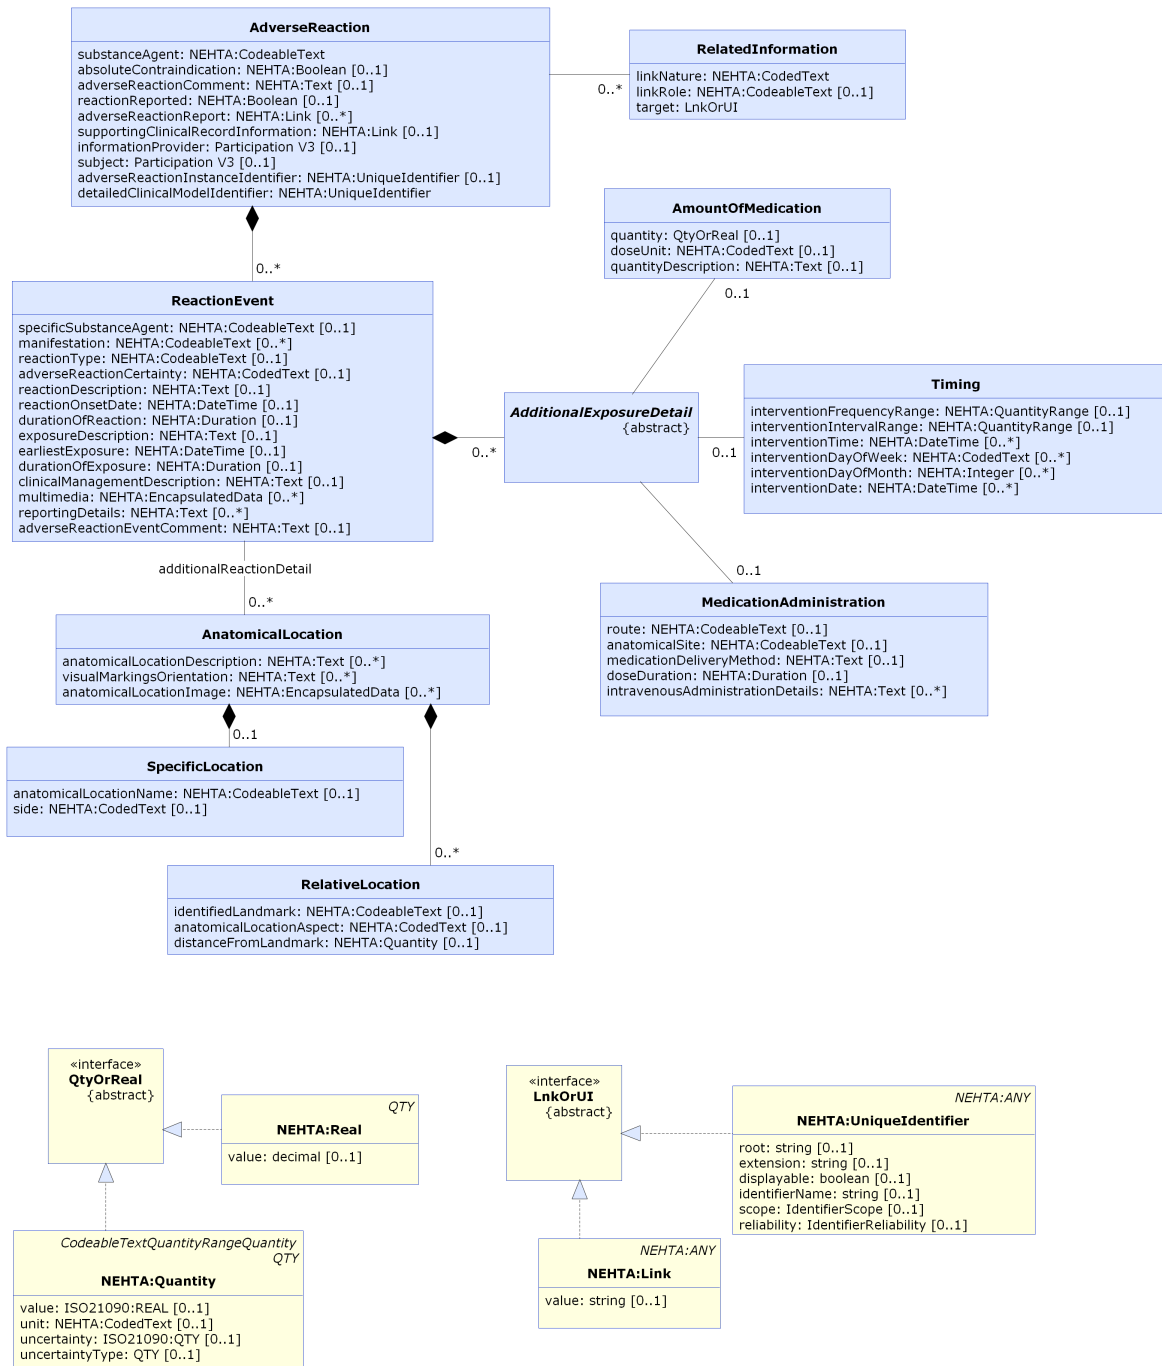 AdverseReaction
substanceAgent: NEHTA:CodeableText
absoluteContraindication: NEHTA:Boolean [0..1]
adverseReactionComment: NEHTA:Text [0..1]
reactionReported: NEHTA:Boolean [0..1]
adverseReactionReport: NEHTA:Link [0..*]
supportingClinicalRecordInformation: NEHTA:Link [0..1]
informationProvider: Participation V3 [0..1]
subject: Participation V3 [0..1]
adverseReactionInstanceIdentifier: NEHTA:UniqueIdentifier [0..1]
detailedClinicalModelIdentifier: NEHTA:UniqueIdentifier
0..*
RelatedInformation
linkNature: NEHTA:CodedText
linkRole: NEHTA:CodeableText [0..1]
target: LnkOrUI
0..*
ReactionEvent
specificSubstanceAgent: NEHTA:CodeableText [0..1]
manifestation: NEHTA:CodeableText [0..*]
reactionType: NEHTA:CodeableText [0..1]
adverseReactionCertainty: NEHTA:CodedText [0..1]
reactionDescription: NEHTA:Text [0..1]
reactionOnsetDate: NEHTA:DateTime [0..1]
durationOfReaction: NEHTA:Duration [0..1]
exposureDescription: NEHTA:Text [0..1]
earliestExposure: NEHTA:DateTime [0..1]
durationOfExposure: NEHTA:Duration [0..1]
clinicalManagementDescription: NEHTA:Text [0..1]
multimedia: NEHTA:EncapsulatedData [0..*]
reportingDetails: NEHTA:Text [0..*]
adverseReactionEventComment: NEHTA:Text [0..1]
AmountOfMedication
quantity: QtyOrReal [0..1]
doseUnit: NEHTA:CodedText [0..1]
quantityDescription: NEHTA:Text [0..1]
0..1
AdditionalExposureDetail
{abstract}
0..*
0..1
Timing
interventionFrequencyRange: NEHTA:QuantityRange [0..1]
interventionIntervalRange: NEHTA:QuantityRange [0..1]
interventionTime: NEHTA:DateTime [0..*]
interventionDayOfWeek: NEHTA:CodedText [0..*]
interventionDayOfMonth: NEHTA:Integer [0..*]
interventionDate: NEHTA:DateTime [0..*]
0..1
MedicationAdministration
route: NEHTA:CodeableText [0..1]
anatomicalSite: NEHTA:CodeableText [0..1]
medicationDeliveryMethod: NEHTA:Text [0..1]
doseDuration: NEHTA:Duration [0..1]
intravenousAdministrationDetails: NEHTA:Text [0..*]
additionalReactionDetail
0..*
AnatomicalLocation
anatomicalLocationDescription: NEHTA:Text [0..*]
visualMarkingsOrientation: NEHTA:Text [0..*]
anatomicalLocationImage: NEHTA:EncapsulatedData [0..*]
0..1
SpecificLocation
anatomicalLocationName: NEHTA:CodeableText [0..1]
side: NEHTA:CodedText [0..1]
0..*
RelativeLocation
identifiedLandmark: NEHTA:CodeableText [0..1]
anatomicalLocationAspect: NEHTA:CodedText [0..1]
distanceFromLandmark: NEHTA:Quantity [0..1]
«interface»
QtyOrReal
{abstract}
QTY
NEHTA:Real
value: decimal [0..1]
CodeableTextQuantityRangeQuantity
QTY
NEHTA:Quantity
value: ISO21090:REAL [0..1]
unit: NEHTA:CodedText [0..1]
uncertainty: ISO21090:QTY [0..1]
uncertaintyType: QTY [0..1]
«interface»
LnkOrUI
{abstract}
NEHTA:ANY
NEHTA:UniqueIdentifier
root: string [0..1]
extension: string [0..1]
displayable: boolean [0..1]
identifierName: string [0..1]
scope: IdentifierScope [0..1]
reliability: IdentifierReliability [0..1]
NEHTA:ANY
NEHTA:Link
value: string [0..1]